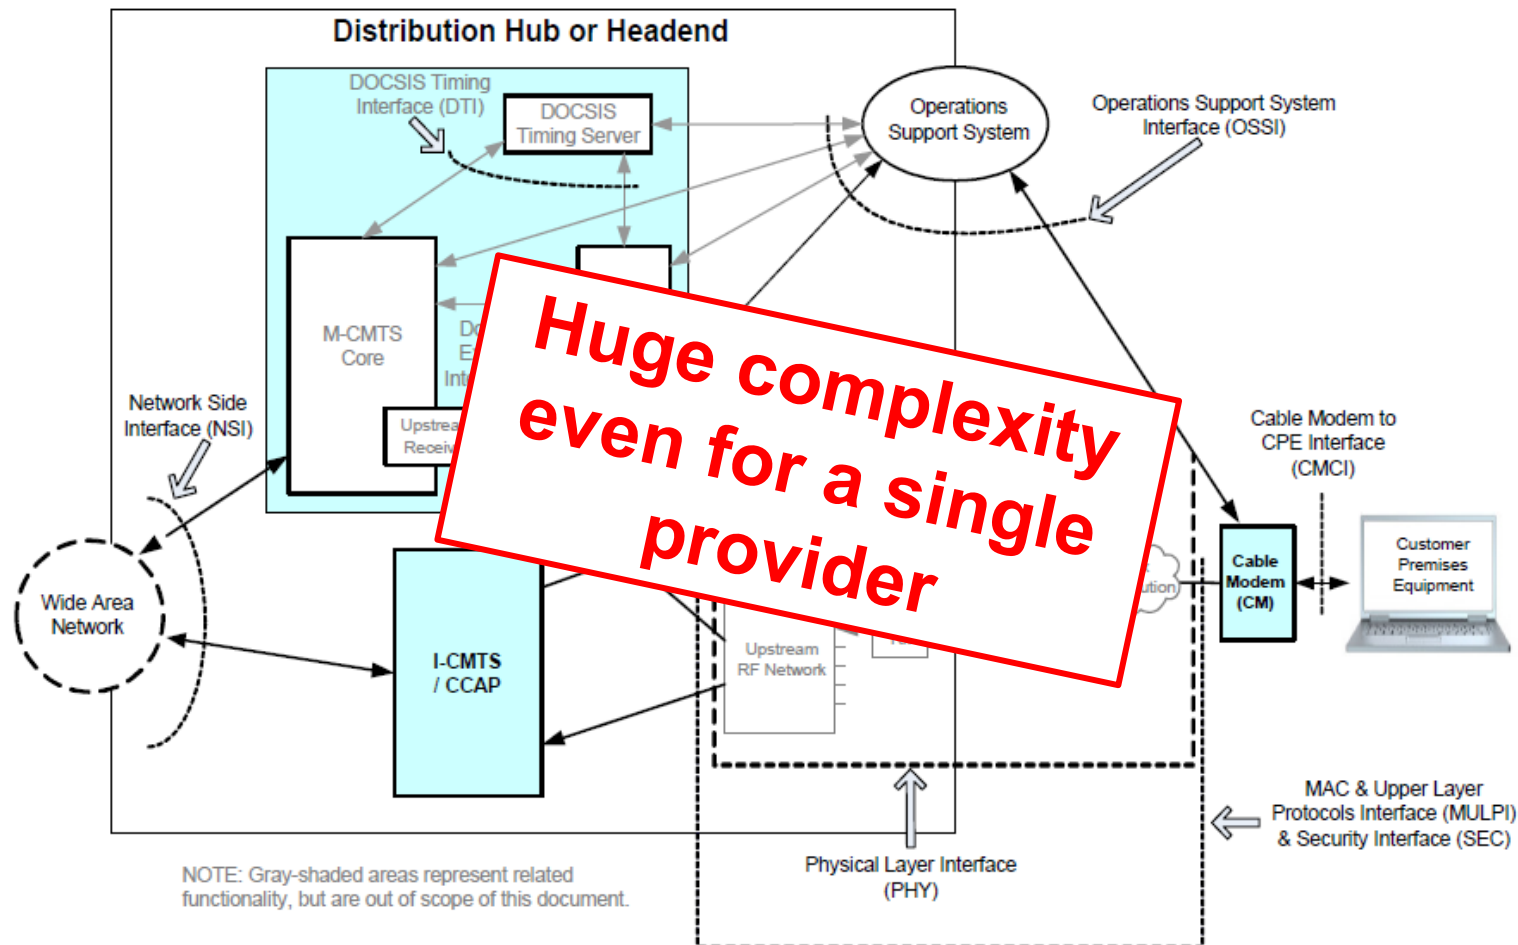 Distribution Hub or Headend
DOCSIS Timing
Interface (DTI)
DOCSIS
Timing Server
Operations
Support System
Operations Support System
Interface (OSSI)
M-CMTS
Core
Upstream
RF Network
Network Side
Interface (NSI)
Huge complexity
even for a single
provider
Cable Modem to
CPE Interface
(CMCI)
Customer
Premises
Equipment
Cable
Modem
(CM)
Wide Area
Network
I-CMTS
/ CCAP
MAC & Upper Layer
Protocols Interface (MULPI)
& Security Interface (SEC)
Physical Layer Interface
(PHY)
NOTE: Gray-shaded areas represent related
functionality, but are out of scope of this document.